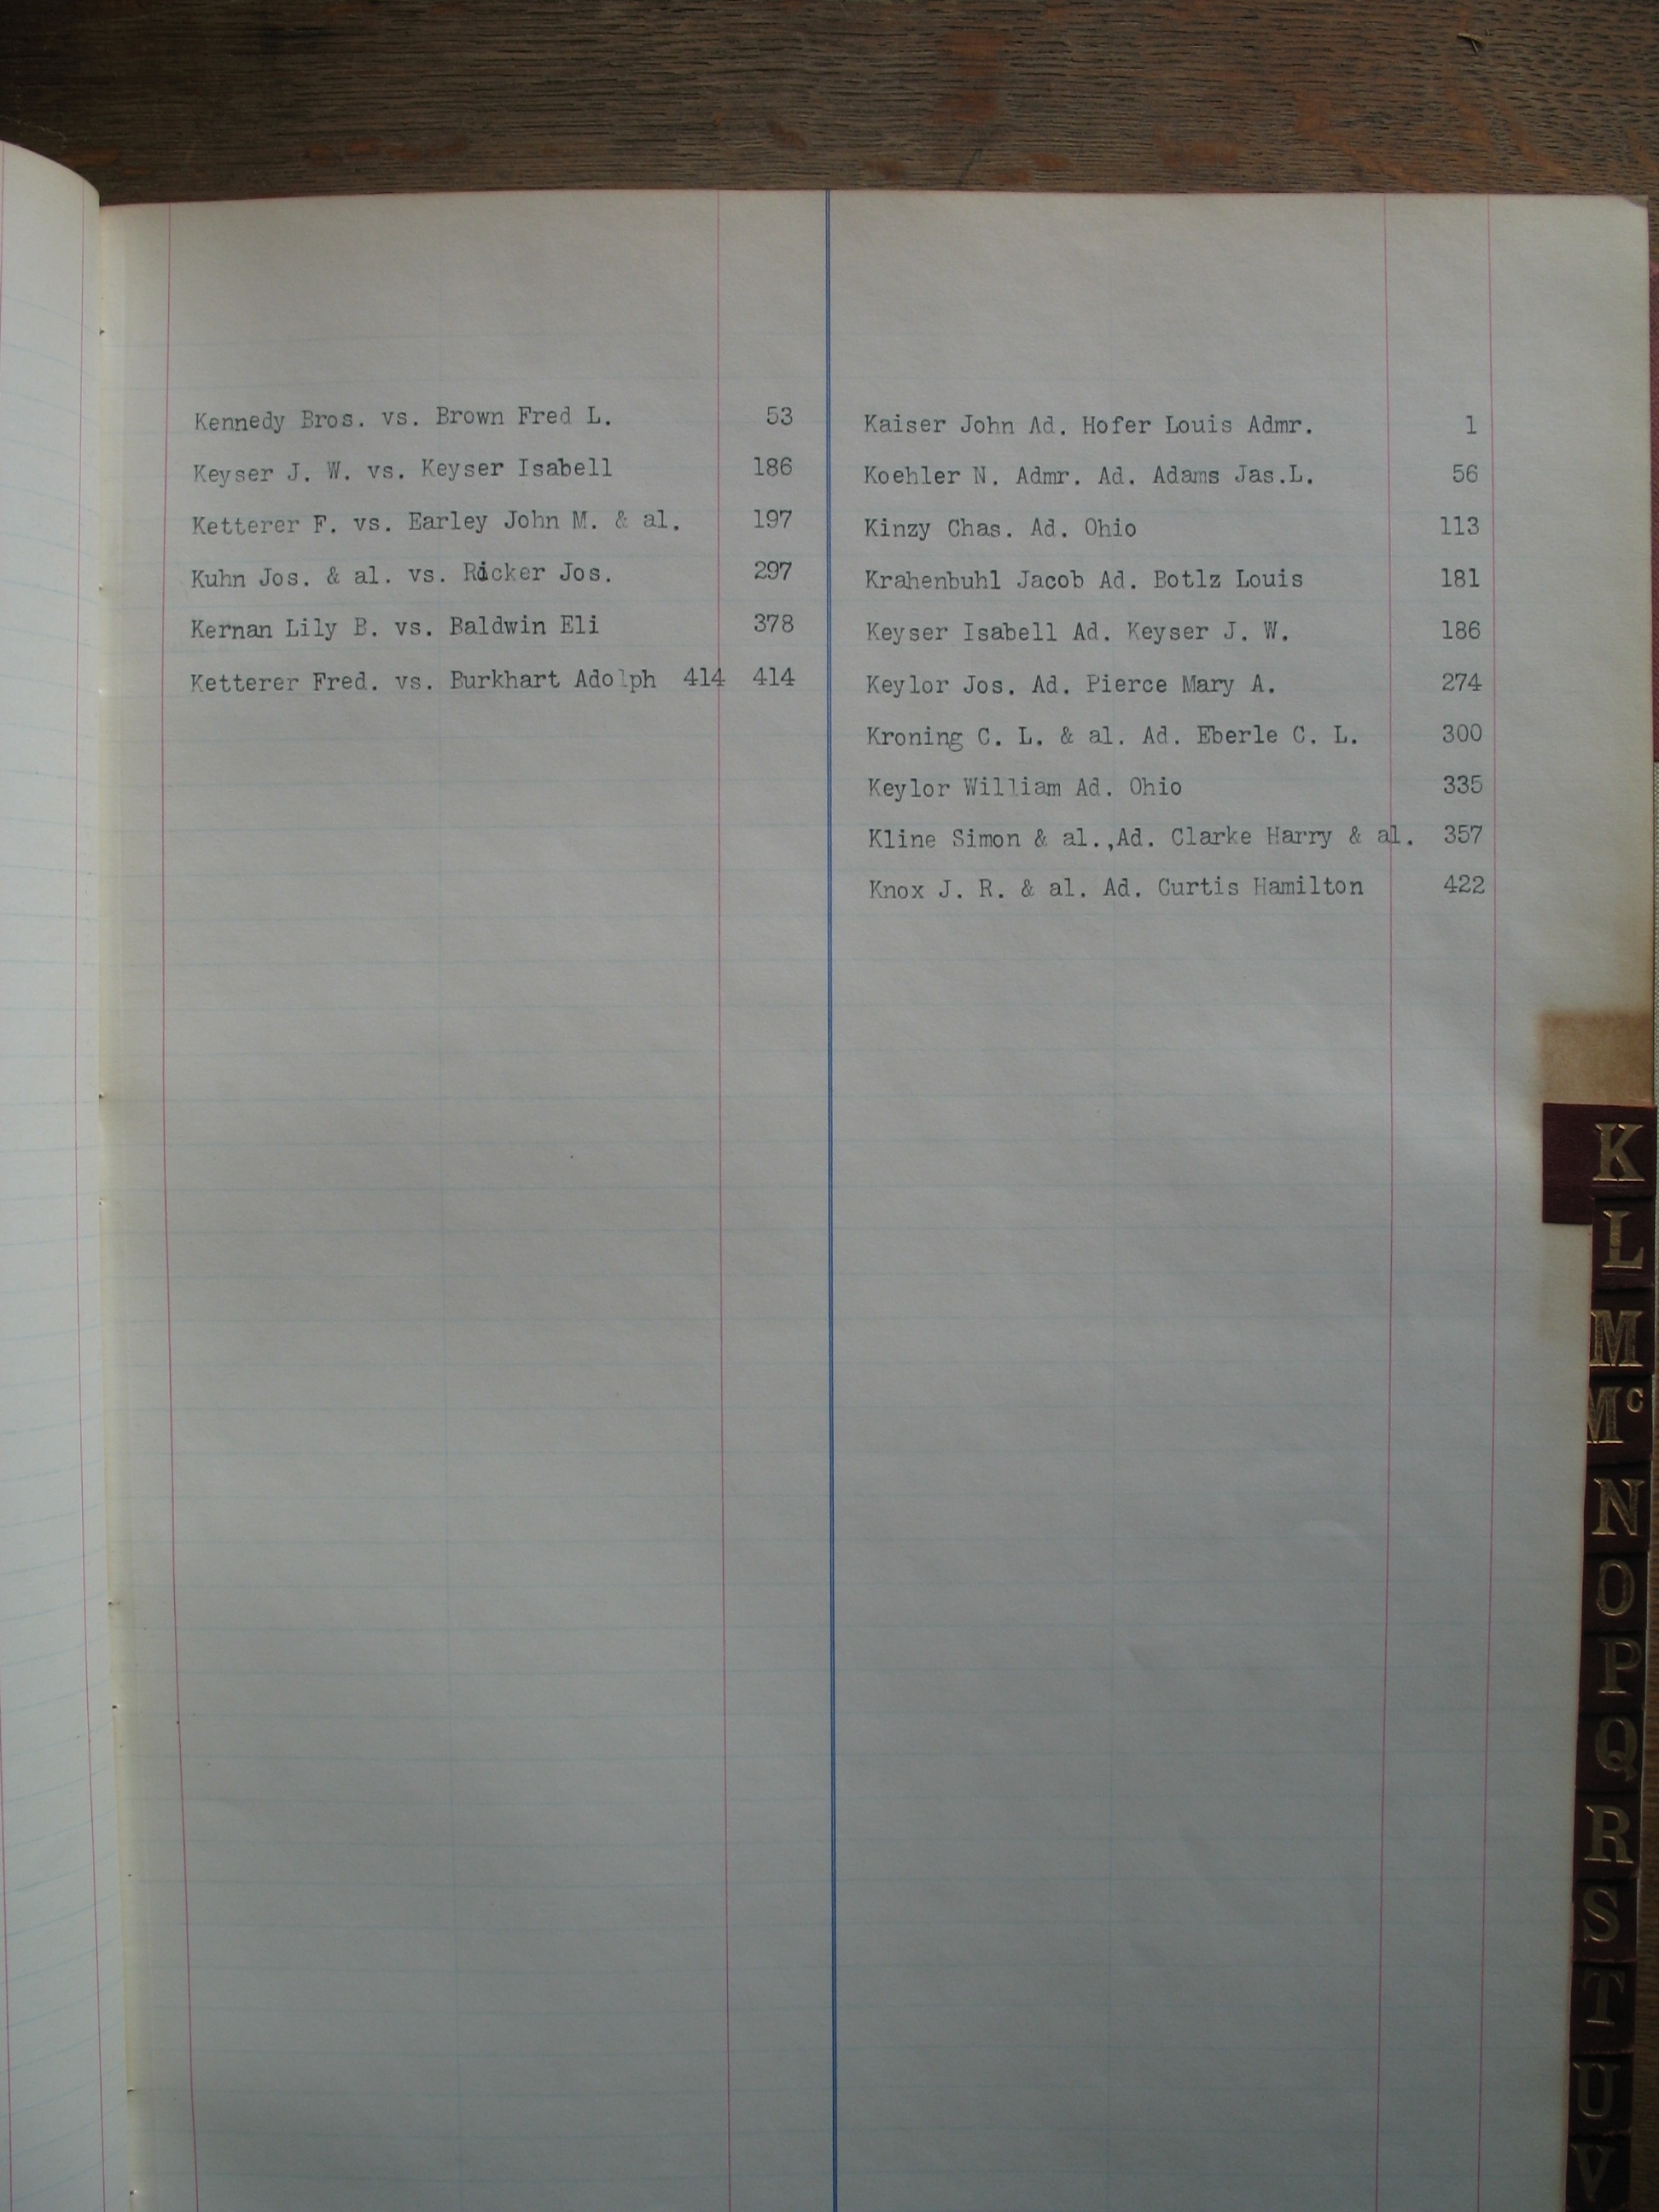 Kennedy Bros. vs. Brown Fred L. 53
Keyser J. W. vs. Keyser Isabell 186
Ketterer F. vs. Earley John M. & al. 197
Kuhn Jos. & al. vs. Ricker Jos. 297
Kernan Lily B. vs. Baldwin Eli 378
Ketterer Fred. vs. Burkhart Adolph 414 414
Kaiser John Ad. Hofer Louis Admr. 1
Koehler N. Admr. Ad. Adams Jas.L. 56
Kinzy Chas. Ad. Ohio 113
Krahenbuhl Jacob Ad. Botlz Louis 181
Keyser Isabell Ad. Keyser J. W. 186
Keylor Jos. Ad. Pierce Mary A. 274
Kroning C. L. & al. Ad. Eberle C. L. 300
Keylor William Ad. Ohio 335
Kline Simon & al.,Ad. Clarke Harry & al. 357
Knox J. R. & al. Ad. Curtis Hamilton 422
K
L
M
Mc
N
O
P
Q
R
S
T
U
V